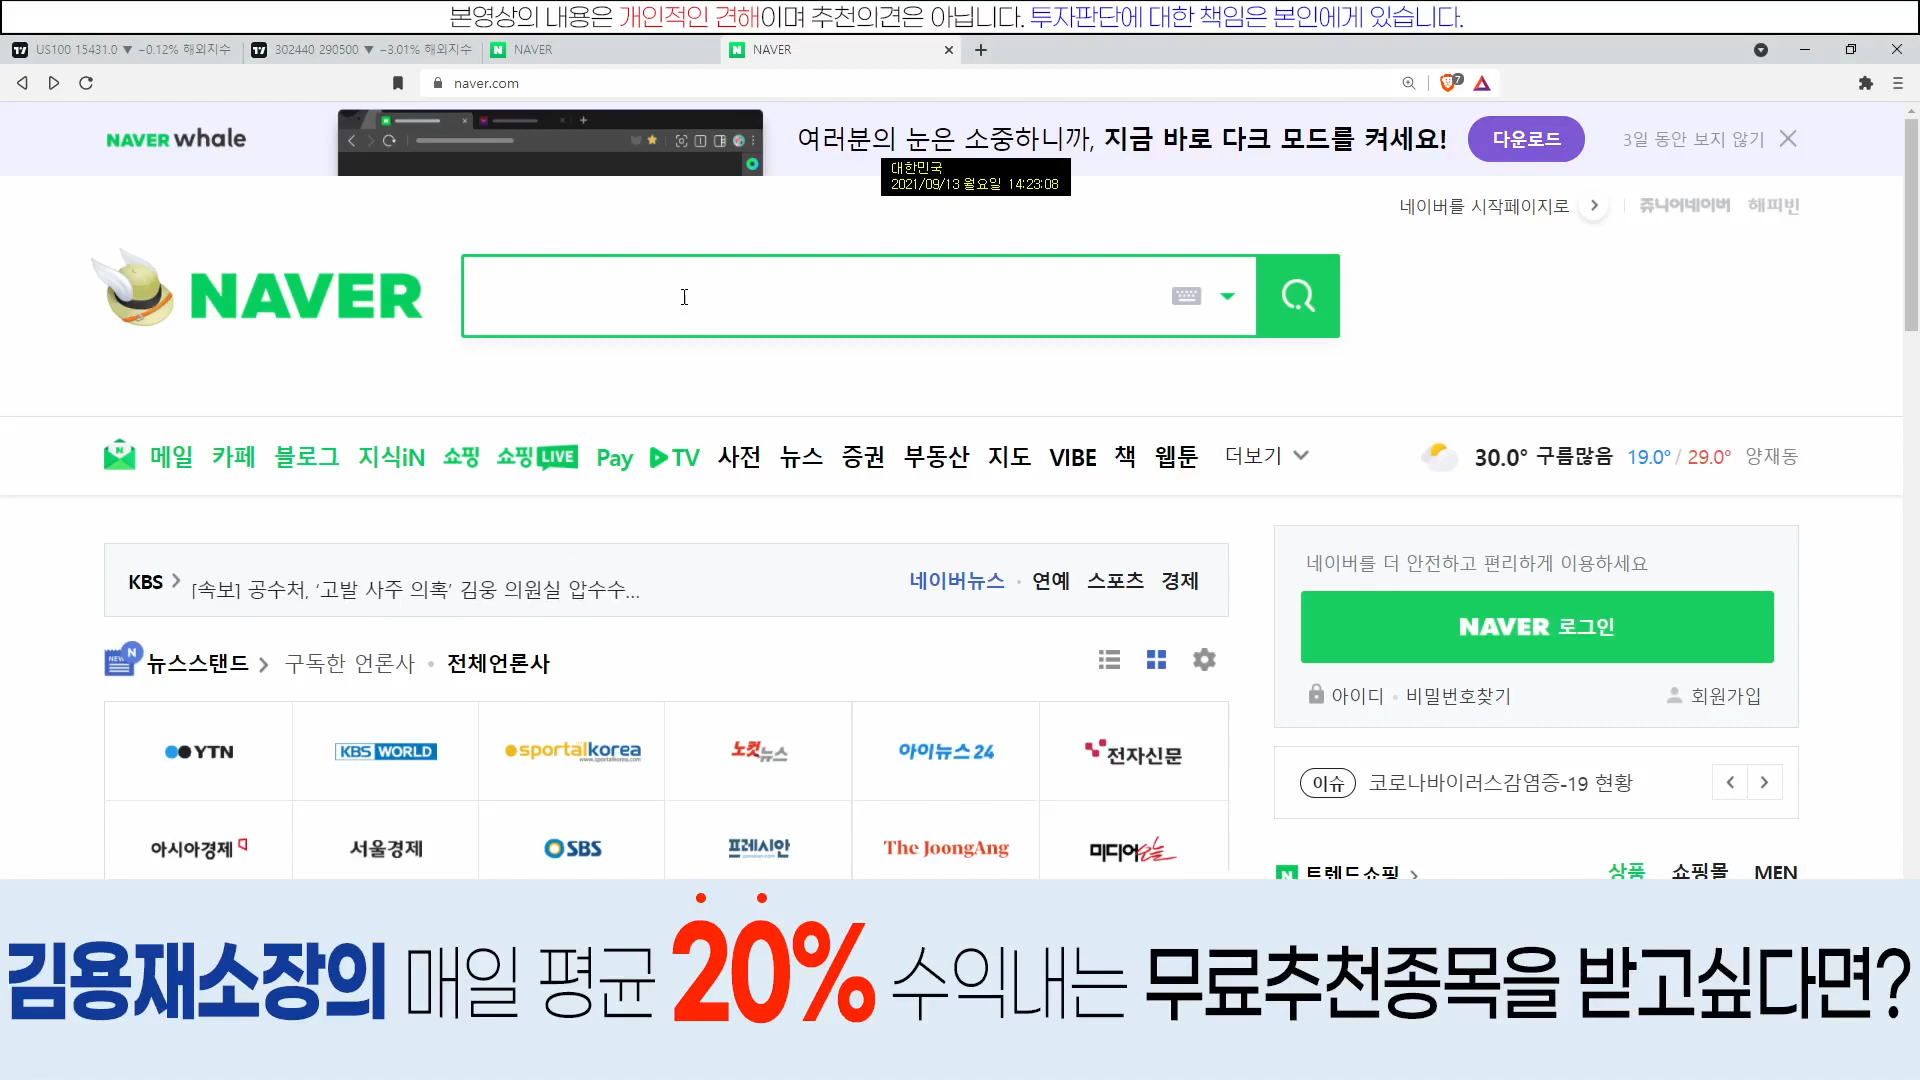 본영상의 내용은 개인적인 견해이며 추천의견은 아닙니다. 투자판단에 대한 책임은 본인에게 있습니다.
US100 15431.0 ▼ −0.12% 해외지수
302440 290500 ▼ −3.01% 해외지수
NAVER
NAVER
naver.com
7
NAVER whale
여러분의 눈은 소중하니까, 지금 바로 다크 모드를 켜세요!
다운로드
3일 동안 보지 않기
대한민국
2021/09/13 월요일 14:23:08
네이버를 시작페이지로
쥬니어네이버 해피빈
NAVER
메일 카페 블로그 지식iN 쇼핑 쇼핑LIVE Pay TV 사전 뉴스 증권 부동산 지도 VIBE 책 웹툰 더보기
30.0° 구름많음 19.0° / 29.0° 양재동
KBS
[속보] 공수처, ‘고발 사주 의혹’ 김웅 의원실 압수수...
네이버뉴스 · 연예 스포츠 경제
네이버를 더 안전하고 편리하게 이용하세요
NAVER 로그인
아이디 · 비밀번호찾기 회원가입
NEW N
뉴스스탠드 구독한 언론사 · 전체언론사
YTN
KBS WORLD
sportalkorea
www.sportalkorea.com
노컷뉴스
아이뉴스24
전자신문
이슈 코로나바이러스감염증-19 현황
아시아경제
서울경제
SBS
프레시안
The JoongAng
미디어오늘
트렌드쇼핑
상품 쇼핑몰 MEN
김용재소장의 매일 평균 20% 수익내는 무료추천종목을 받고싶다면?